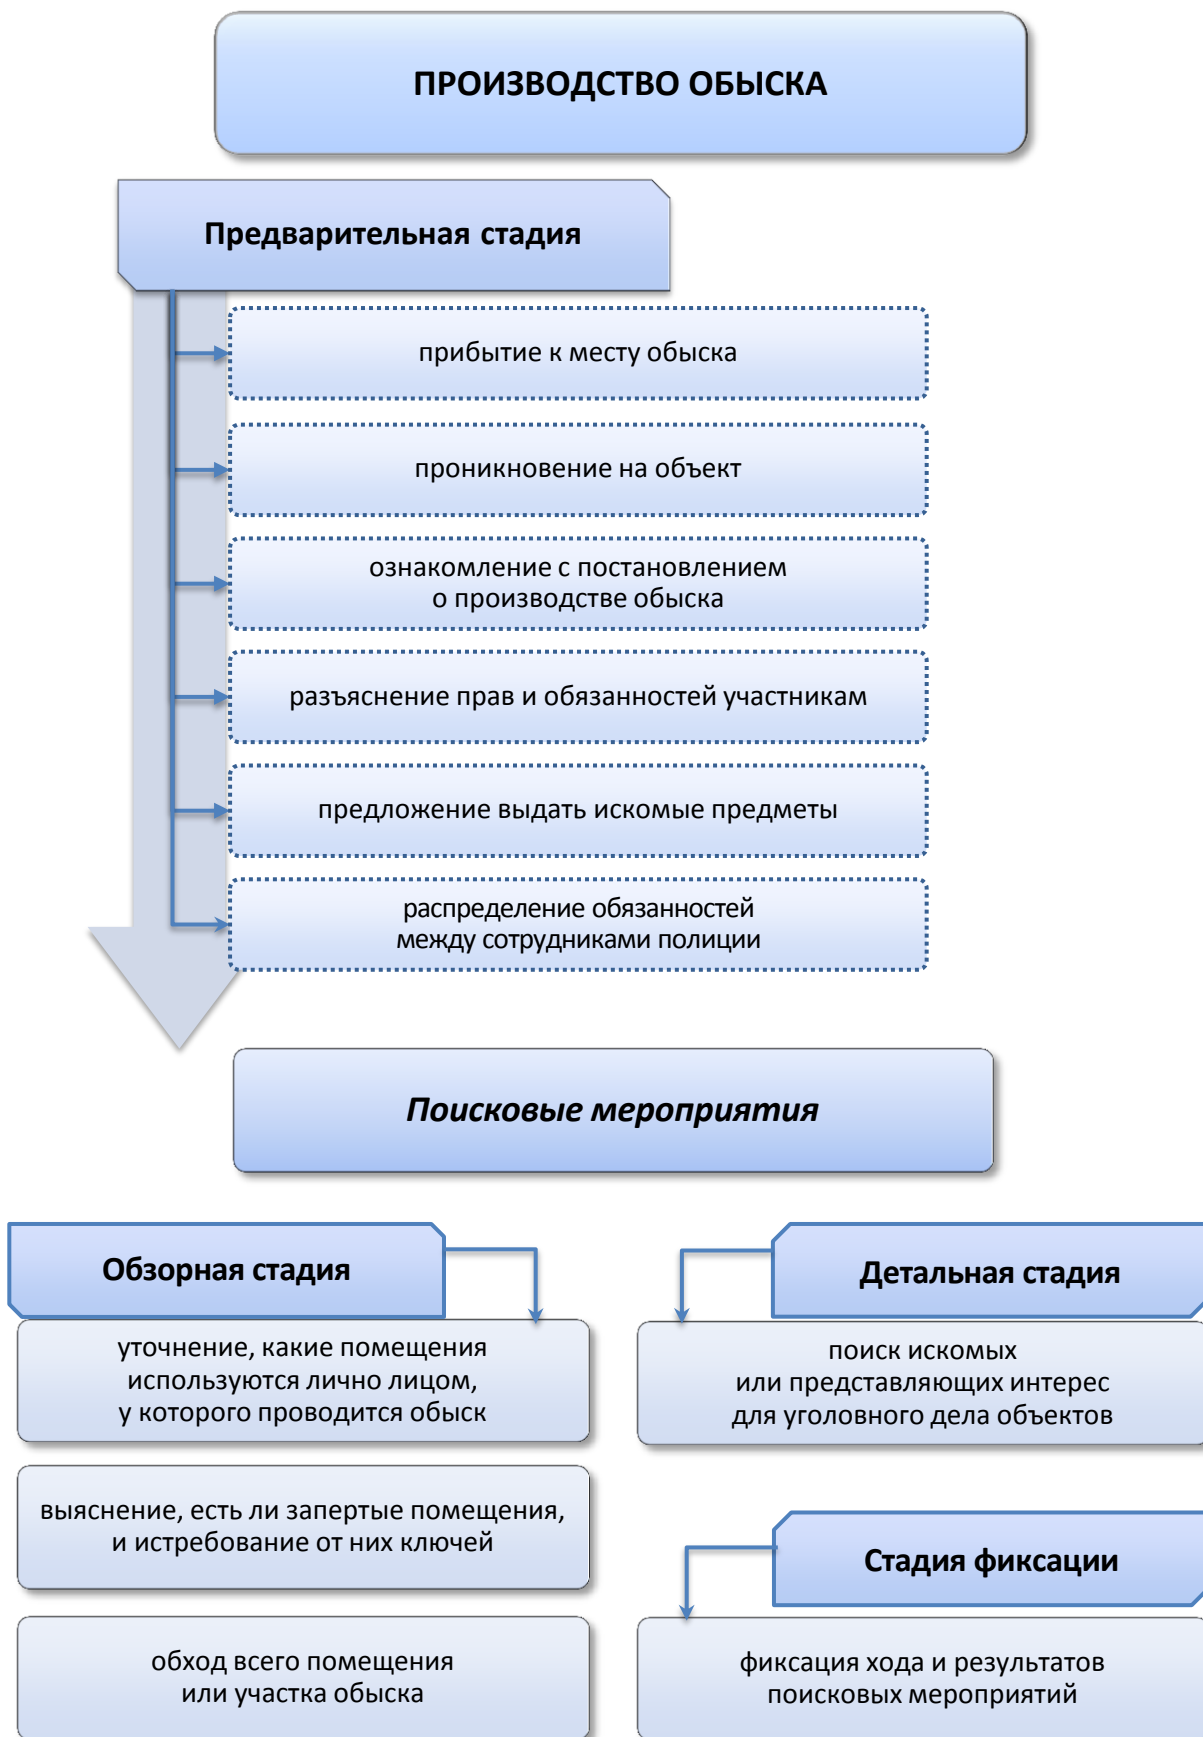 ПРОИЗВОДСТВО ОБЫСКА
Предварительная стадия
прибытие к месту обыска
проникновение на объект
ознакомление с постановлением
о производстве обыска
разъяснение прав и обязанностей участникам
предложение выдать искомые предметы
распределение обязанностей
между сотрудниками полиции
Поисковые мероприятия
Обзорная стадия
уточнение, какие помещения
используются лично лицом,
у которого проводится обыск
выяснение, есть ли запертые помещения,
и истребование от них ключей
обход всего помещения
или участка обыска
Детальная стадия
поиск искомых
или представляющих интерес
для уголовного дела объектов
Стадия фиксации
фиксация хода и результатов
поисковых мероприятий